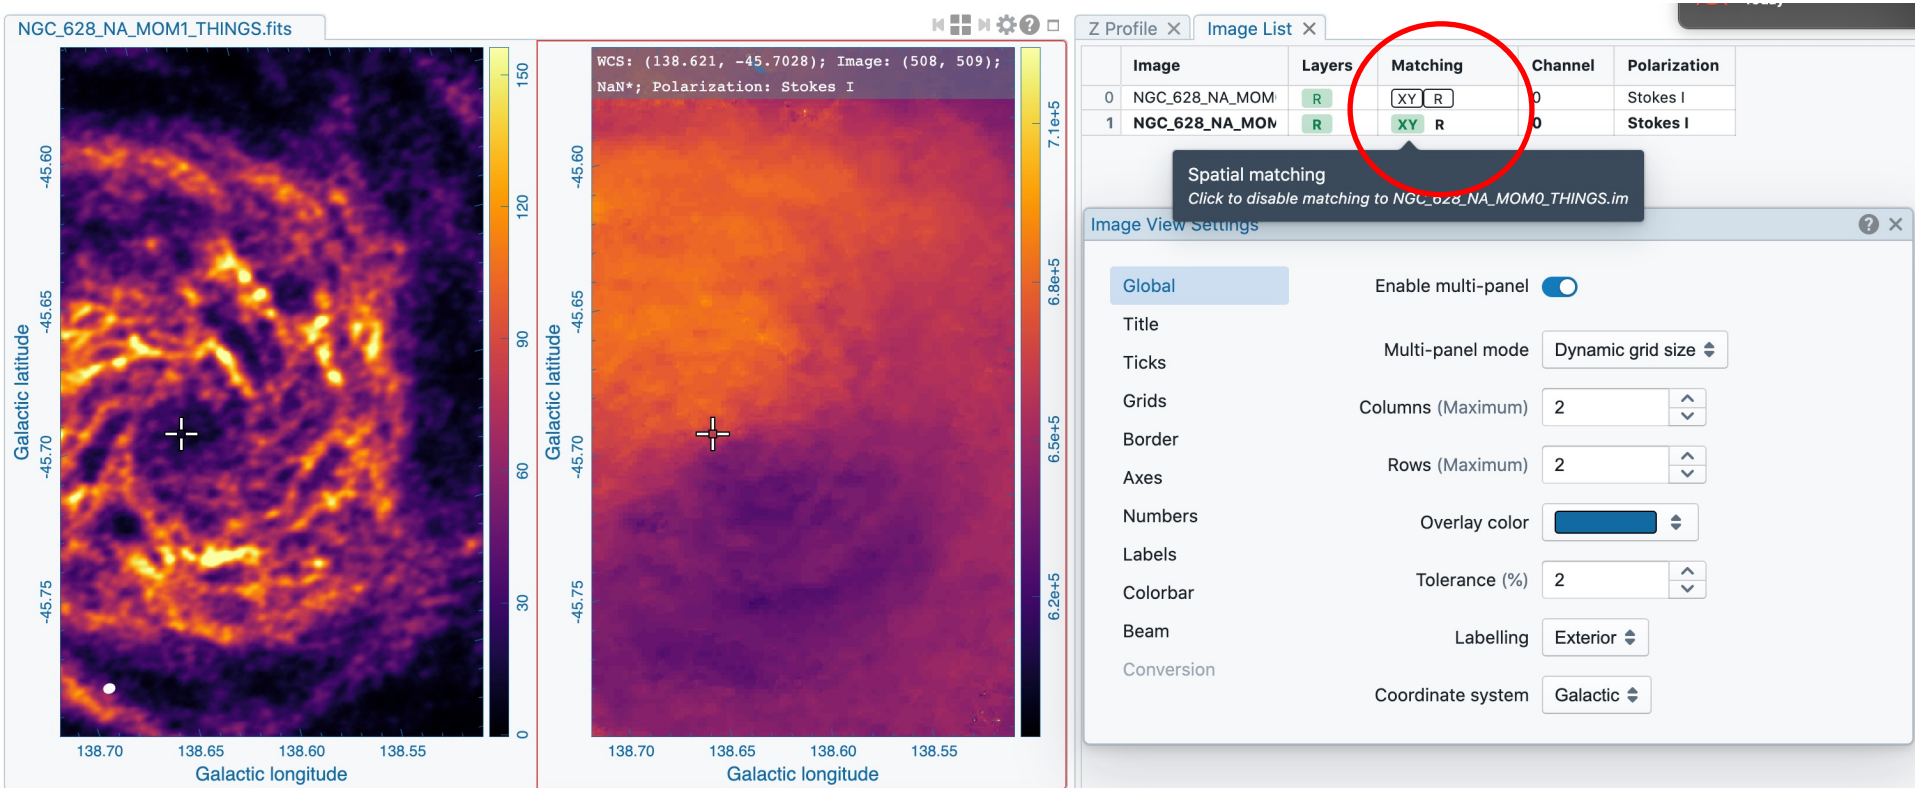 NGC_628_NA_MOM1_THINGS.fits
Z Profile
Image List
WCS: (138.621, -45.7028); Image: (508, 509);
NaN*; Polarization: Stokes I
-45.60
-45.65
-45.70
-45.75
Galactic latitude
138.70 138.65 138.60 138.55
Galactic longitude
150
120
90
60
30
0
-45.60
-45.65
-45.70
-45.75
Galactic latitude
138.70 138.65 138.60 138.55
Galactic longitude
7.1e+5
6.8e+5
6.5e+5
6.2e+5
Image Layers Matching Channel Polarization
0 NGC_628_NA_MOM R XY R 0 Stokes I
1 NGC_628_NA_MOM R XY R 0 Stokes I
Spatial matching
Click to disable matching to NGC_628_NA_MOM0_THINGS.im
Image View Settings
Global
Title
Ticks
Grids
Border
Axes
Numbers
Labels
Colorbar
Beam
Conversion
Enable multi-panel
Multi-panel mode Dynamic grid size
Columns (Maximum) 2
Rows (Maximum) 2
Overlay color
Tolerance (%) 2
Labelling Exterior
Coordinate system Galactic